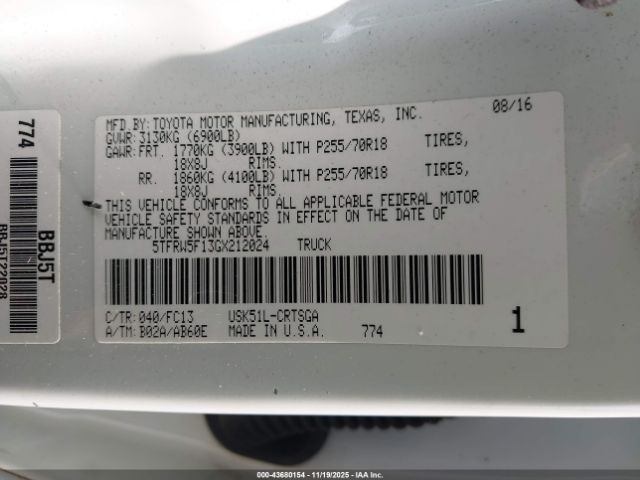 MFD.BY: TOYOTA MOTOR MANUFACTURING, TEXAS, INC. 08/16
GVWR: 3130KG (6900LB)
GAWR: FRT. 1770KG (3900LB) WITH P255/70R18 TIRES,
18X8J RIMS.
RR. 1860KG (4100LB) WITH P255/70R18 TIRES,
18X8J RIMS.
THIS VEHICLE CONFORMS TO ALL APPLICABLE FEDERAL MOTOR
VEHICLE SAFETY STANDARDS IN EFFECT ON THE DATE OF
MANUFACTURE SHOWN ABOVE.
5TFRW5F13GX212024 TRUCK
C/TR: 040/FC13 USK51L-CRTSGA
A/TM: B02A/AB60E MADE IN U.S.A. 774 1
774
BBJ5T
BBJ5T22028
000-43680154 - 11/19/2025 - IAAI.com